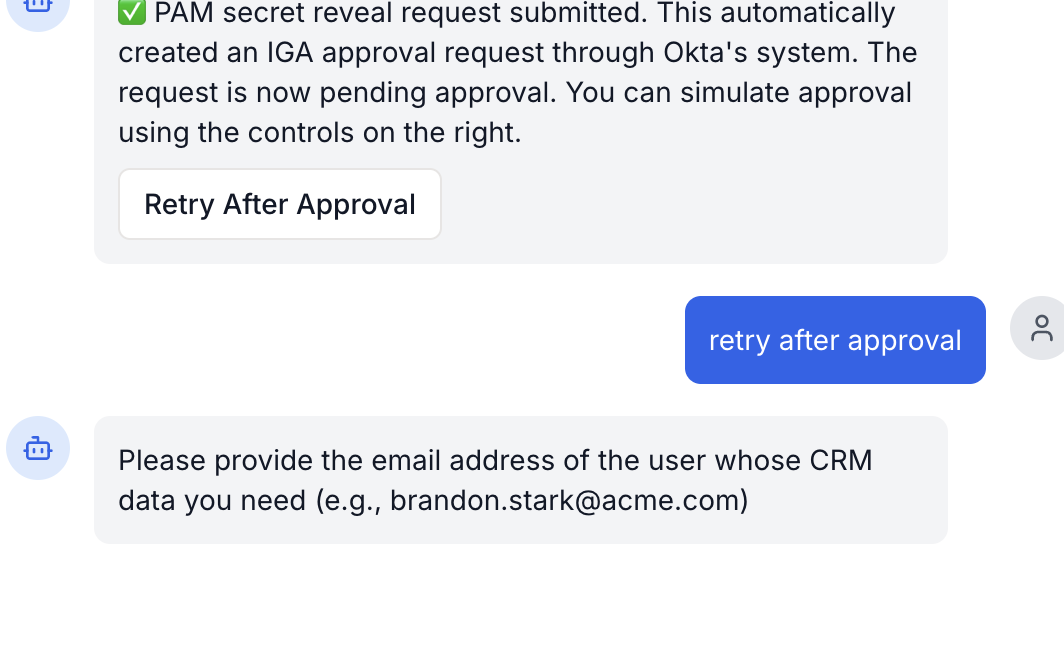 ✅ PAM secret reveal request submitted. This automatically
created an IGA approval request through Okta's system. The
request is now pending approval. You can simulate approval
using the controls on the right.
Retry After Approval
retry after approval
Please provide the email address of the user whose CRM
data you need (e.g., brandon.stark@acme.com)